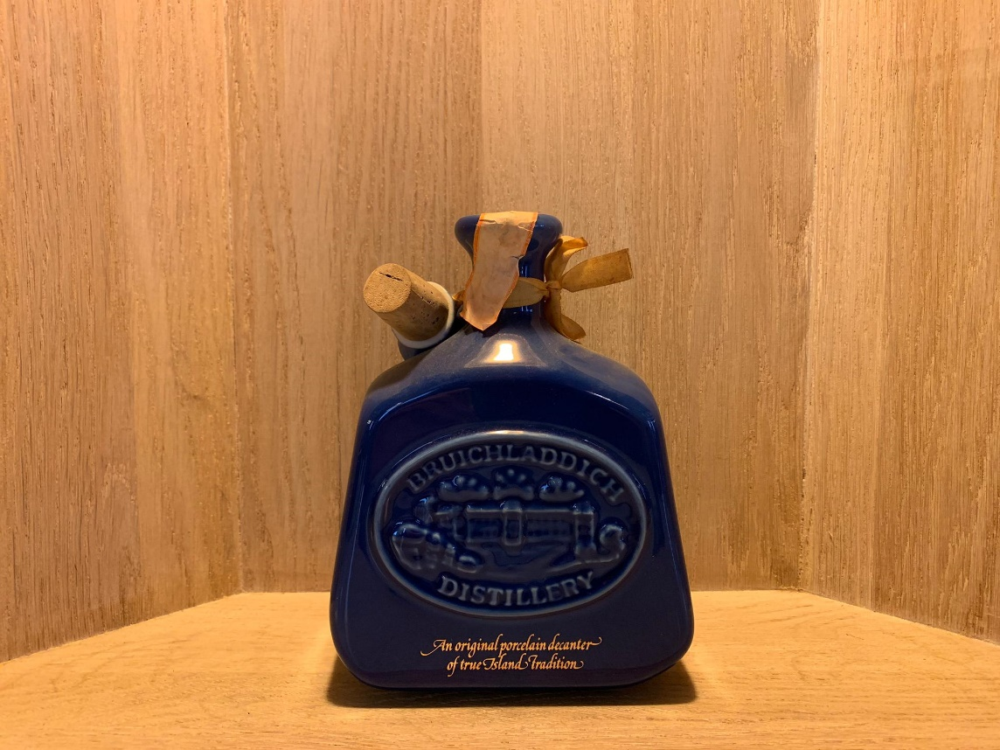 BRUICHLADDICH
DISTILLERY
An original porcelain decanter
of true Island Tradition